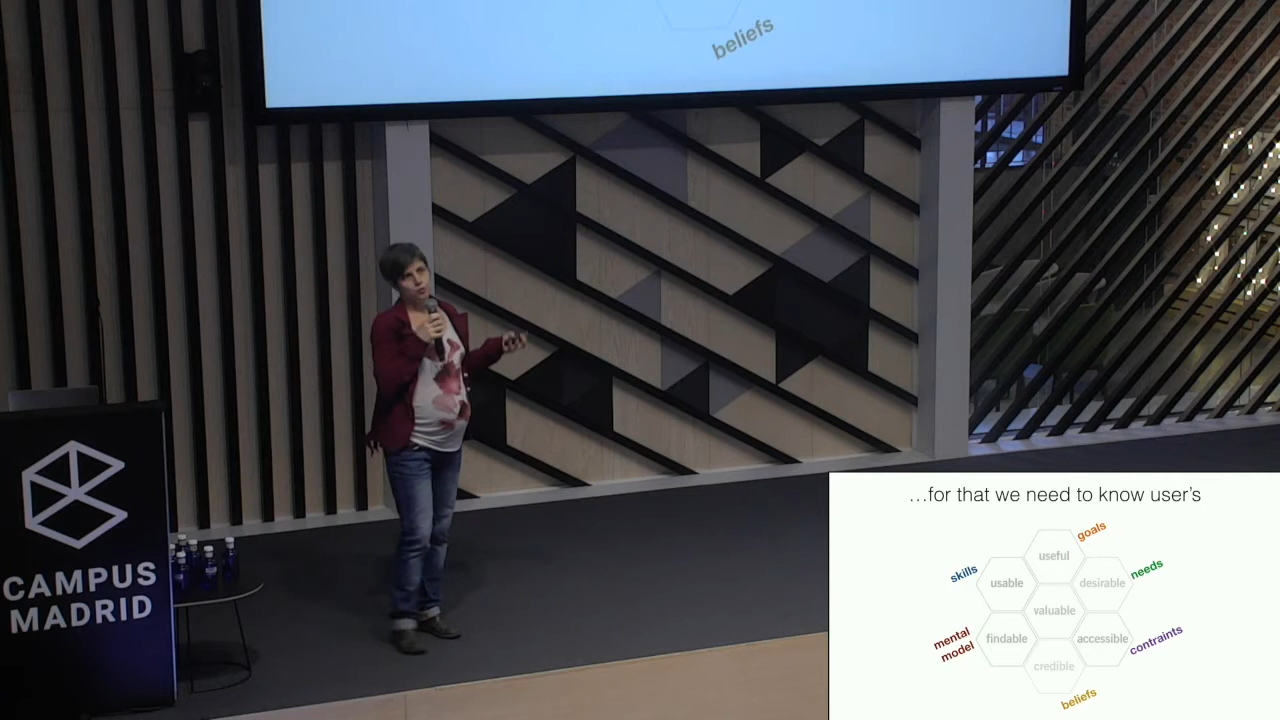 beliefs
CAMPUS
MADRID
…for that we need to know user's
goals
useful
skills
usable
desirable
needs
valuable
mental
model
findable
accessible
contraints
credible
beliefs